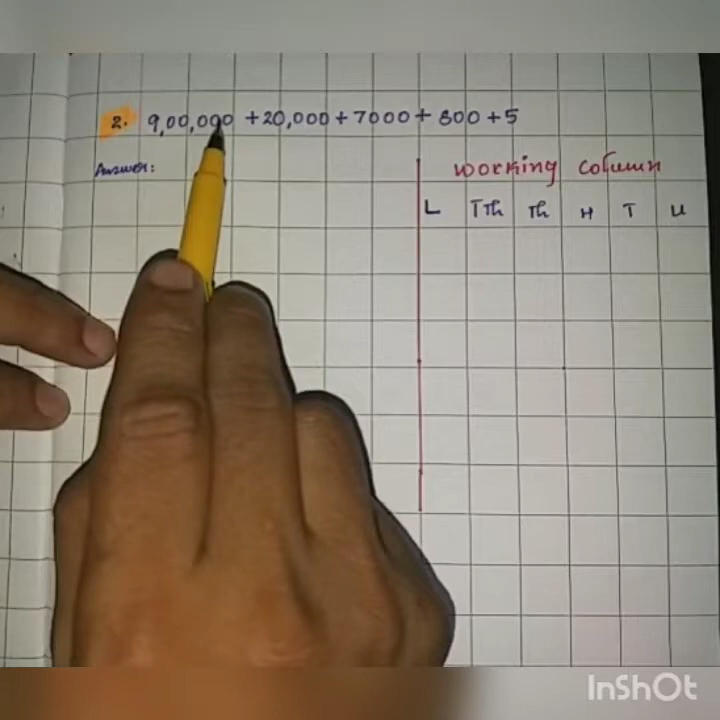 2. 9,00,000 + 20,000 + 7000 + 800 + 5
Answer:
Working column
L TTh Th H T U
InShOt